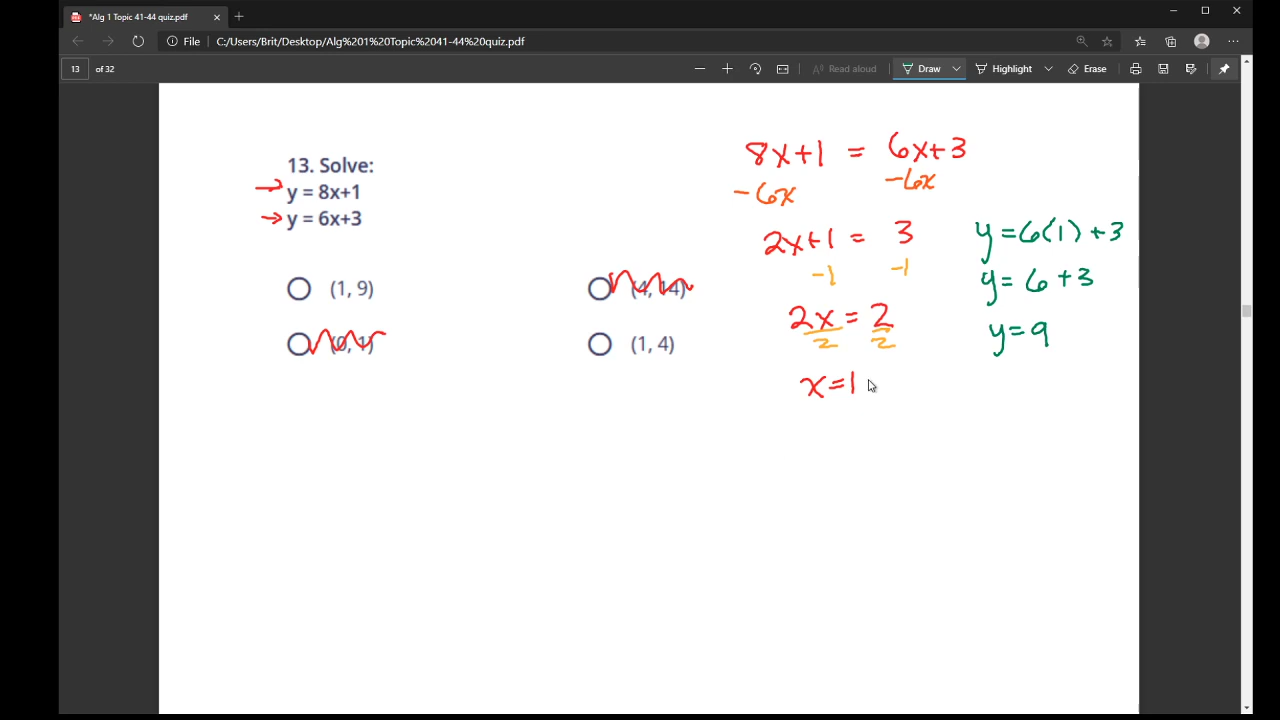 *Alg 1 Topic 41-44 quiz.pdf
File C:/Users/Brit/Desktop/Alg%201%20Topic%2041-44%20quiz.pdf
13 of 32 Read aloud Draw Highlight Erase
13. Solve:
y = 8x+1
y = 6x+3
(1, 9)
(4, 14)
(0, 1)
(1, 4)
8x+1 = 6x+3
-6x -6x
2x+1 = 3
-1 -1
2x = 2
2 2
x=1
y=6(1)+3
y=6+3
y=9